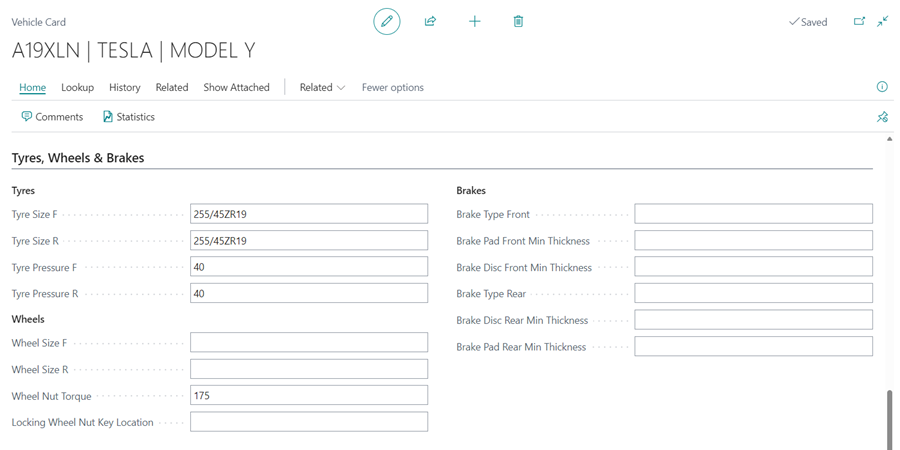 Vehicle Card
Saved
A19XLN | TESLA | MODEL Y
Home Lookup History Related Show Attached Related Fewer options
Comments Statistics
Tyres, Wheels & Brakes
Tyres
Tyre Size F 255/45ZR19
Tyre Size R 255/45ZR19
Tyre Pressure F 40
Tyre Pressure R 40
Wheels
Wheel Size F
Wheel Size R
Wheel Nut Torque 175
Locking Wheel Nut Key Location
Brakes
Brake Type Front
Brake Pad Front Min Thickness
Brake Disc Front Min Thickness
Brake Type Rear
Brake Disc Rear Min Thickness
Brake Pad Rear Min Thickness